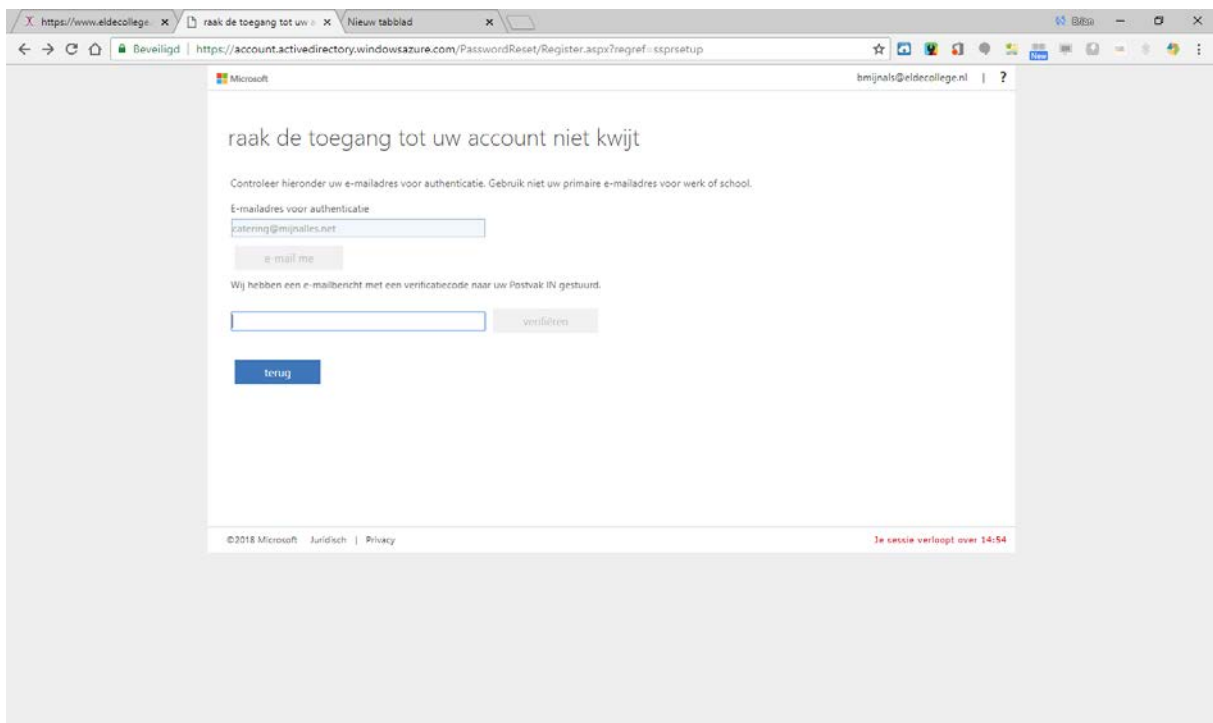 https://www.eldecollege.
raak de toegang tot uw
Nieuw tabblad
Beveiligd | https://account.activedirectory.windowsazure.com/PasswordReset/Register.aspx?regref=ssprsetup
New
Microsoft
bmijnals@eldecollege.nl | ?
raak de toegang tot uw account niet kwijt
Controleer hieronder uw e-mailadres voor authenticatie. Gebruik niet uw primaire e-mailadres voor werk of school.
E-mailadres voor authenticatie
catering@mijnalles.net
e-mail me
Wij hebben een e-mailbericht met een verificatiecode naar uw Postvak IN gestuurd.
verifiëren
terug
©2018 Microsoft Juridisch | Privacy
Je sessie verloopt over 14:54